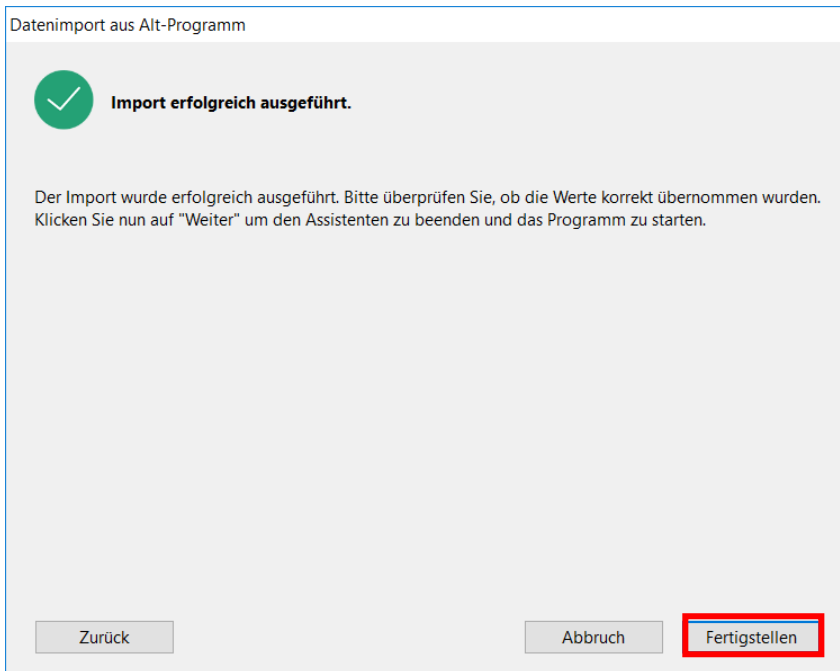 Datenimport aus Alt-Programm
Import erfolgreich ausgeführt.
Der Import wurde erfolgreich ausgeführt. Bitte überprüfen Sie, ob die Werte korrekt übernommen wurden.
Klicken Sie nun auf "Weiter" um den Assistenten zu beenden und das Programm zu starten.
Zurück
Abbruch
Fertigstellen